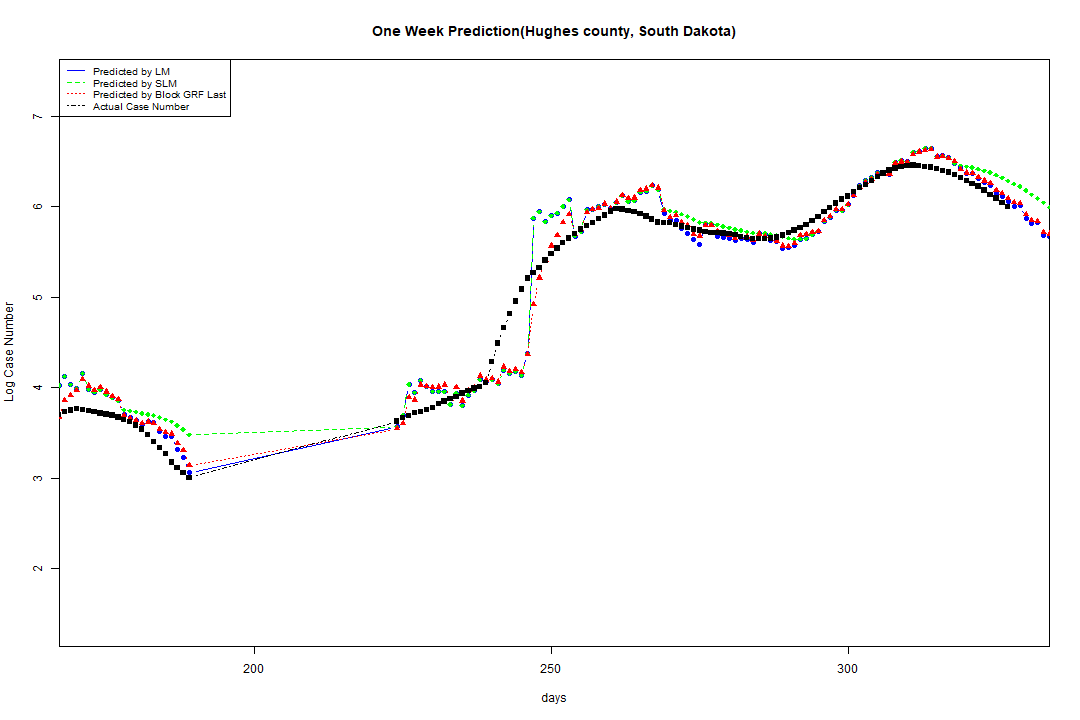 One Week Prediction(Hughes county, South Dakota)
Predicted by LM
Predicted by SLM
Predicted by Block GRF Last
Actual Case Number
7
6
5
4
3
2
Log Case Number
200
250
300
days